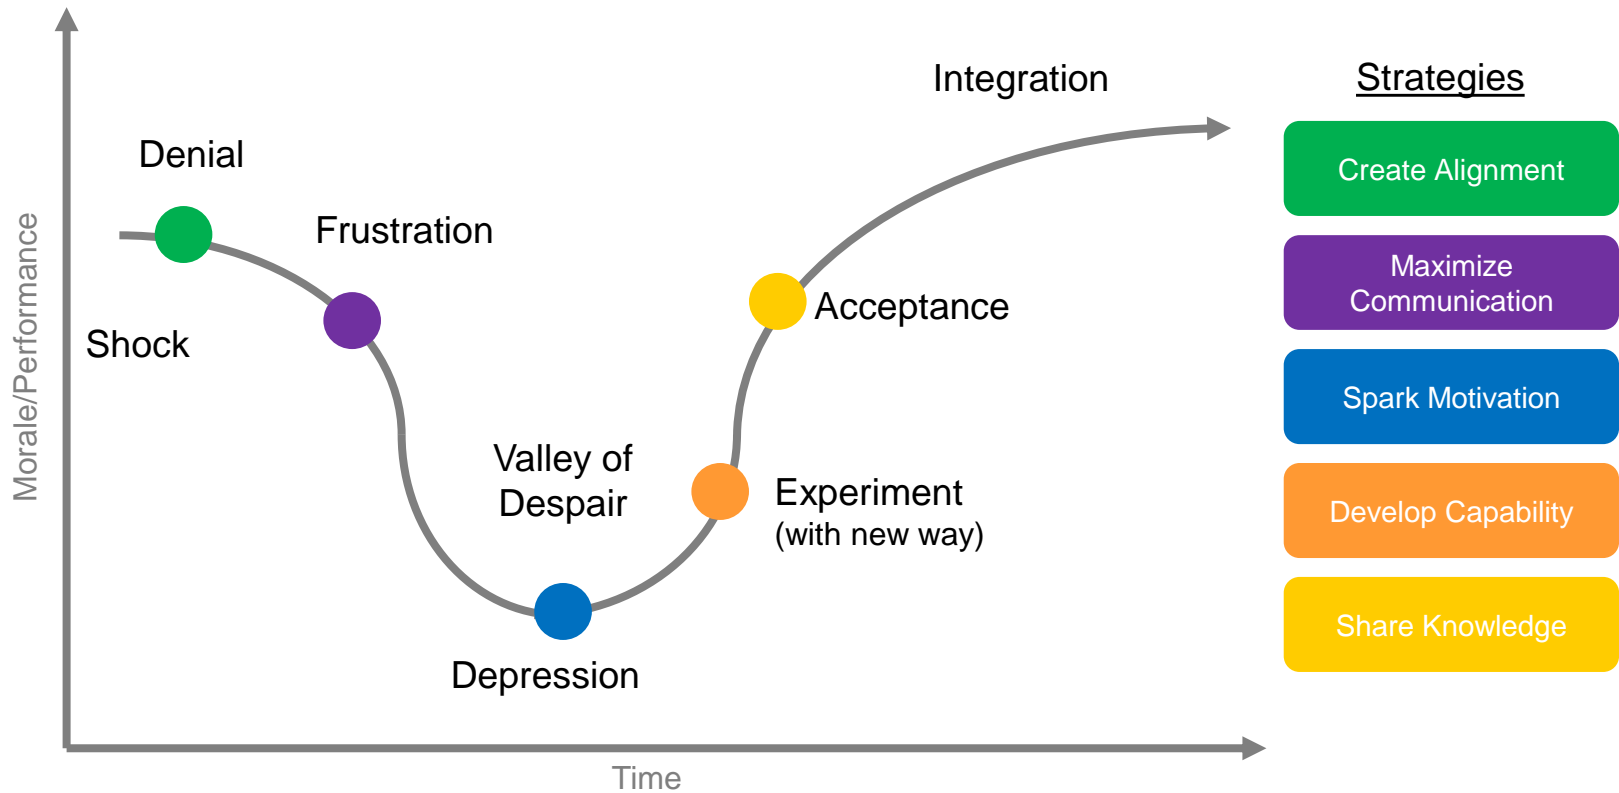 Integration
Strategies
Denial
Create Alignment
Frustration
Maximize
Communication
Morale/Performance
Shock
Acceptance
Spark Motivation
Valley of
Despair
Experiment
(with new way)
Develop Capability
Depression
Share Knowledge
Time